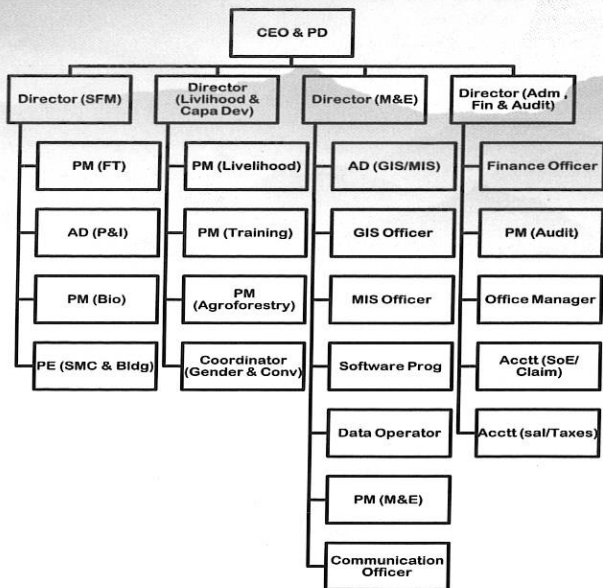 CEO & PD
Director (SFM)
Director
(Livlihood &
Capa Dev)
Director (M&E)
Director (Adm ,
Fin & Audit)
PM (FT)
PM (Livelihood)
AD (GIS/MIS)
Finance Officer
AD (P&I)
PM (Training)
GIS Officer
PM (Audit)
PM (Bio)
PM
(Agroforestry)
MIS Officer
Office Manager
PE (SMC & Bldg)
Coordinator
(Gender & Conv)
Software Prog
Acctt (SoE/
Claim)
Data Operator
Acctt (sal/Taxes)
PM (M&E)
Communication
Officer